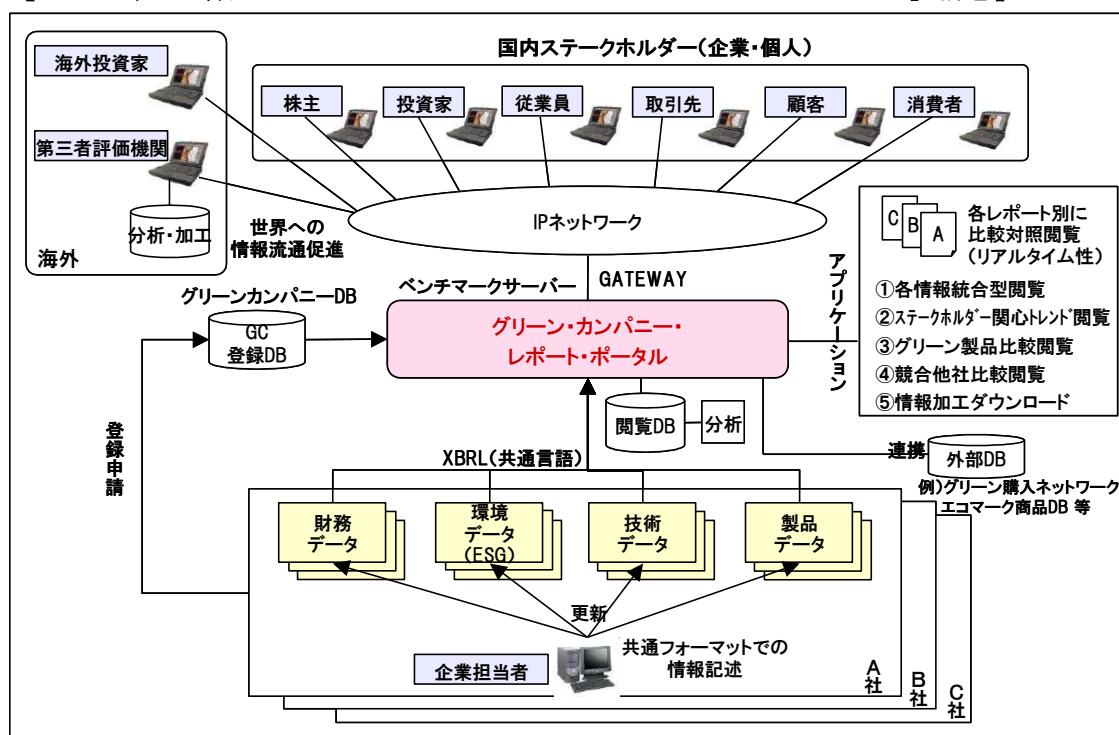 国内ステークホルダー(企業・個人)
海外投資家
株主
投資家
従業員
取引先
顧客
消費者
第三者評価機関
分析・加工
海外
世界への
情報流通促進
IPネットワーク
GATEWAY
ベンチマークサーバー
グリーンカンパニーDB
GC
登録DB
グリーン・カンパニー・
レポート・ポータル
アプリケーション
C
B
A
各レポート別に
比較対照閲覧
(リアルタイム性)
①各情報統合型閲覧
②ステークホルダー関心トレンド閲覧
③グリーン製品比較閲覧
④競合他社比較閲覧
⑤情報加工ダウンロード
閲覧DB
分析
連携
外部DB
例)グリーン購入ネットワーク
エコマーク商品DB 等
登録申請
XBRL(共通言語)
財務
データ
環境
データ
(ESG)
技術
データ
製品
データ
更新
共通フォーマットでの
情報記述
企業担当者
A社
B社
C社